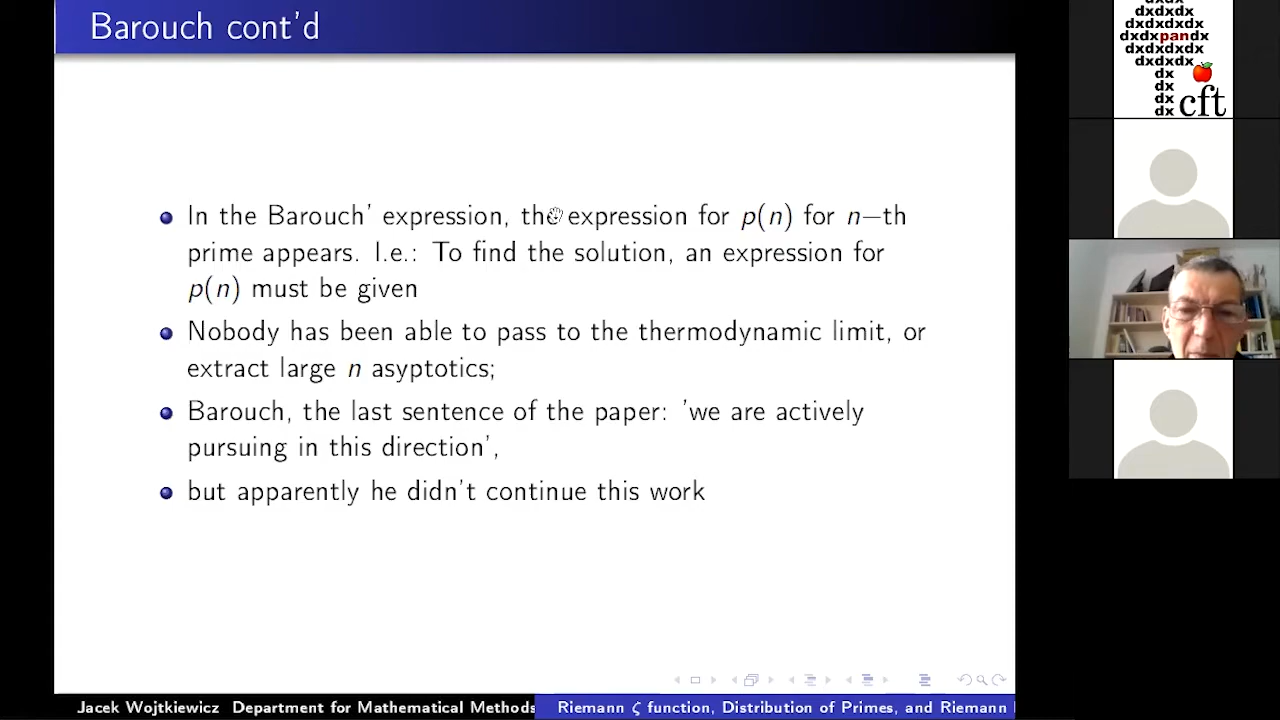 Barouch cont'd
In the Barouch' expression, the expression for p(n) for n−th
prime appears. I.e.: To find the solution, an expression for
p(n) must be given
Nobody has been able to pass to the thermodynamic limit, or
extract large n asyptotics;
Barouch, the last sentence of the paper: 'we are actively
pursuing in this direction',
but apparently he didn't continue this work
Jacek Wojtkiewicz Department for Mathematical Methods
Riemann ζ function, Distribution of Primes, and Riemann
dxdxdx
dxdxdxdx
dxdxpandx
dxdxdxdx
dxdxdx
dx
dx
dx
dx
cft